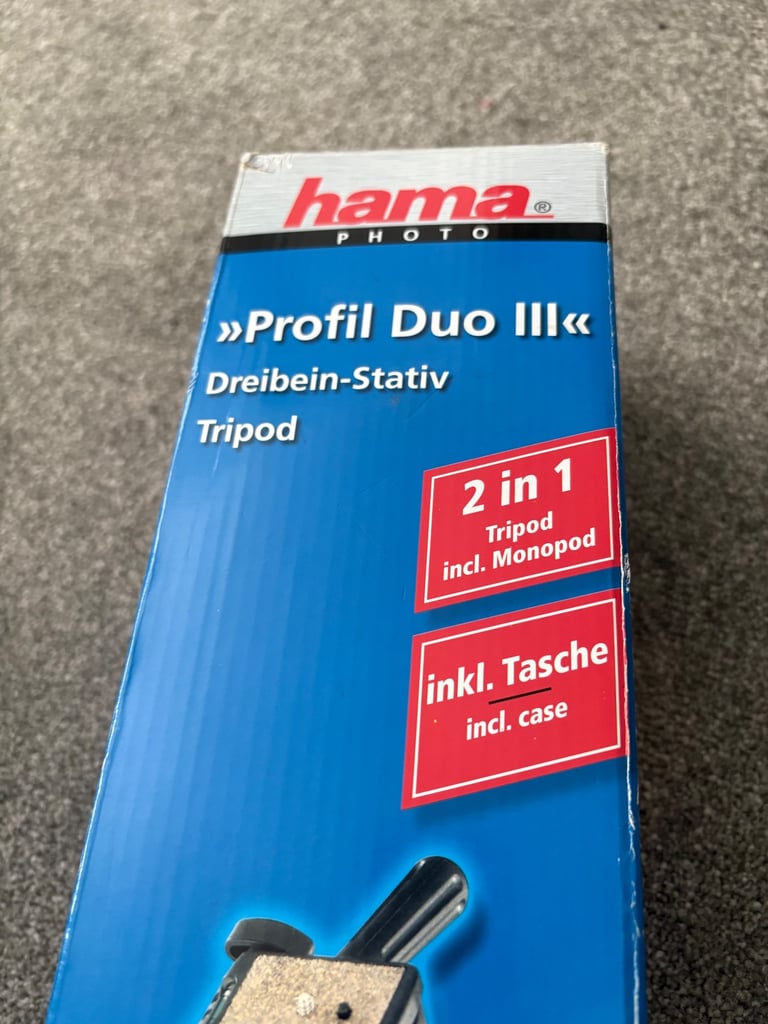 hama®
PHOTO
»Profil Duo III«
Dreibein-Stativ
Tripod
2 in 1
Tripod
incl. Monopod
inkl. Tasche
incl. case